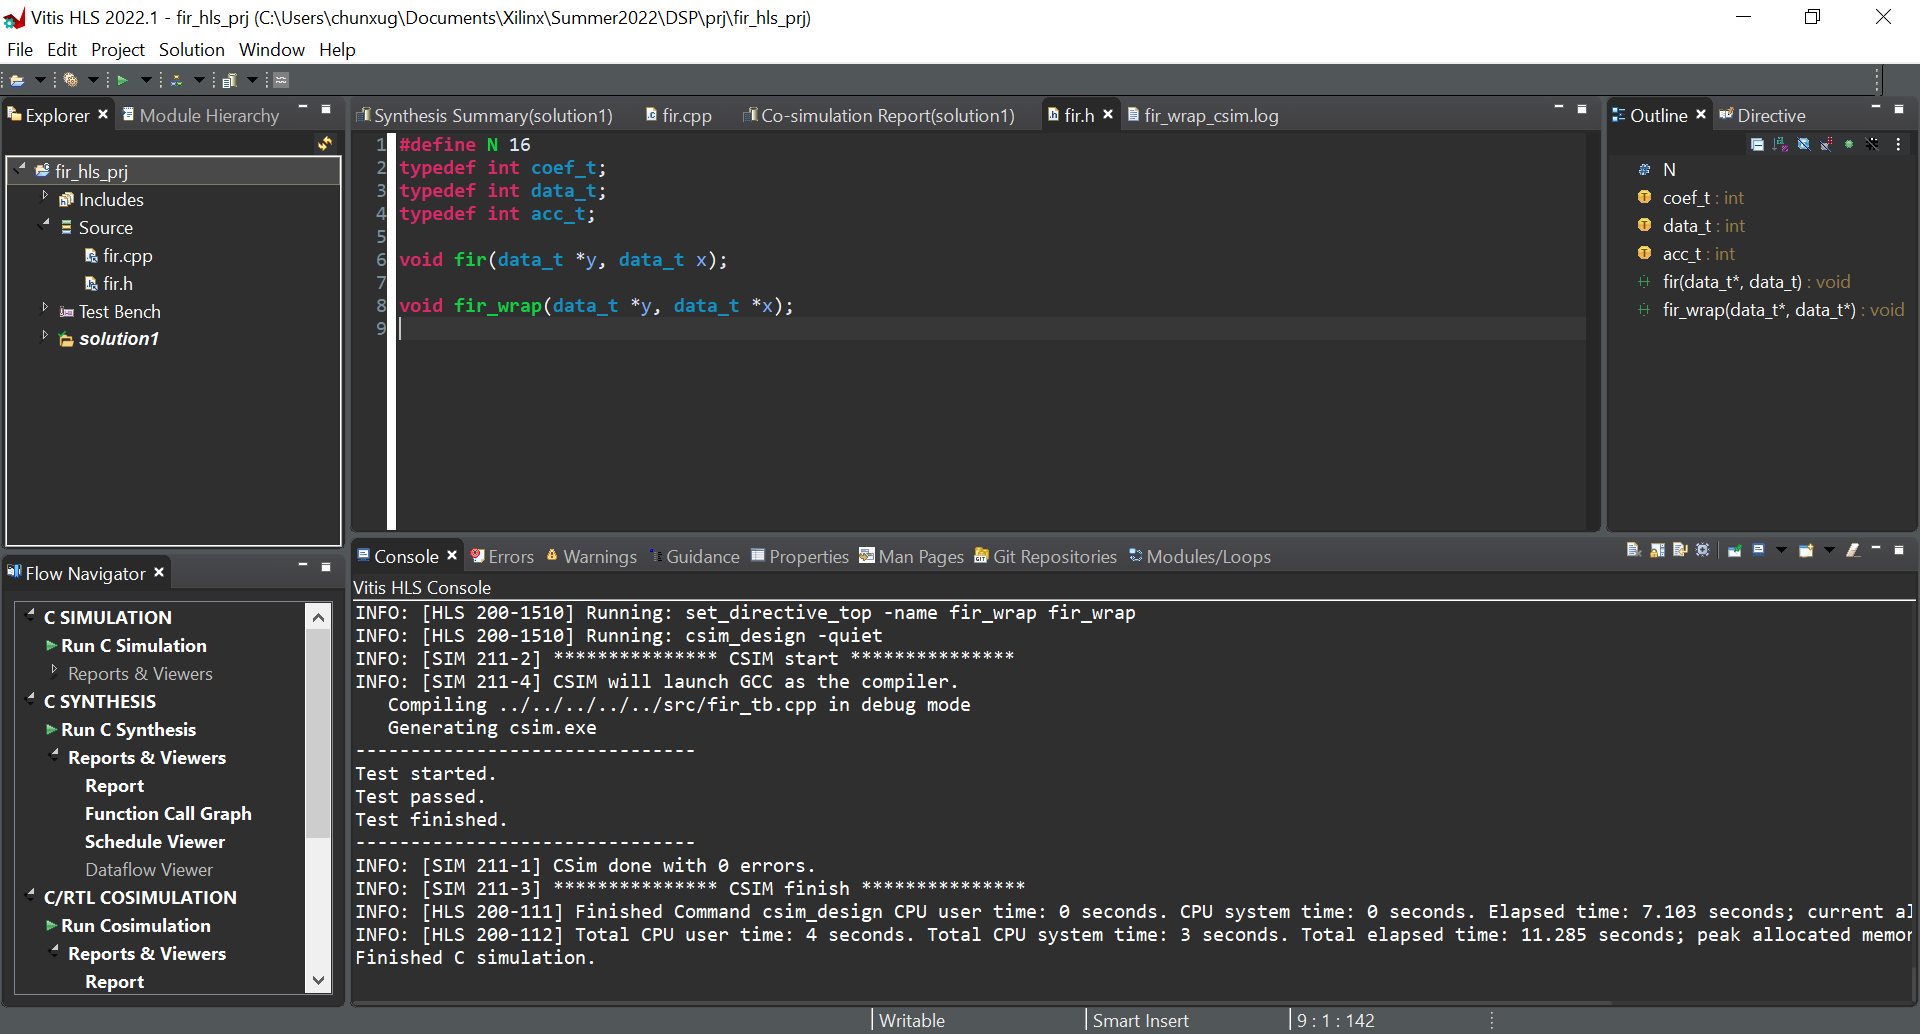 Vitis HLS 2022.1 - fir_hls_prj (C:\Users\chunxug\Documents\Xilinx\Summer2022\DSP\prj\fir_hls_prj)
File Edit Project Solution Window Help
Explorer Module Hierarchy
fir_hls_prj
Includes
Source
fir.cpp
fir.h
Test Bench
solution1
Synthesis Summary(solution1) fir.cpp Co-simulation Report(solution1) fir.h fir_wrap_csim.log
1 #define N 16
2 typedef int coef_t;
3 typedef int data_t;
4 typedef int acc_t;
5
6 void fir(data_t *y, data_t x);
7
8 void fir_wrap(data_t *y, data_t *x);
9
Outline Directive
N
coef_t : int
data_t : int
acc_t : int
fir(data_t*, data_t) : void
fir_wrap(data_t*, data_t*) : void
Flow Navigator
C SIMULATION
Run C Simulation
Reports & Viewers
C SYNTHESIS
Run C Synthesis
Reports & Viewers
Report
Function Call Graph
Schedule Viewer
Dataflow Viewer
C/RTL COSIMULATION
Run Cosimulation
Reports & Viewers
Report
Console Errors Warnings Guidance Properties Man Pages Git Repositories Modules/Loops
Vitis HLS Console
INFO: [HLS 200-1510] Running: set_directive_top -name fir_wrap fir_wrap
INFO: [HLS 200-1510] Running: csim_design -quiet
INFO: [SIM 211-2] *************** CSIM start ***************
INFO: [SIM 211-4] CSIM will launch GCC as the compiler.
Compiling ../../../../../src/fir_tb.cpp in debug mode
Generating csim.exe
-------------------------------
Test started.
Test passed.
Test finished.
-------------------------------
INFO: [SIM 211-1] CSim done with 0 errors.
INFO: [SIM 211-3] *************** CSIM finish ***************
INFO: [HLS 200-111] Finished Command csim_design CPU user time: 0 seconds. CPU system time: 0 seconds. Elapsed time: 7.103 seconds; current al
INFO: [HLS 200-112] Total CPU user time: 4 seconds. Total CPU system time: 3 seconds. Total elapsed time: 11.285 seconds; peak allocated memor
Finished C simulation.
Writable Smart Insert 9 : 1 : 142